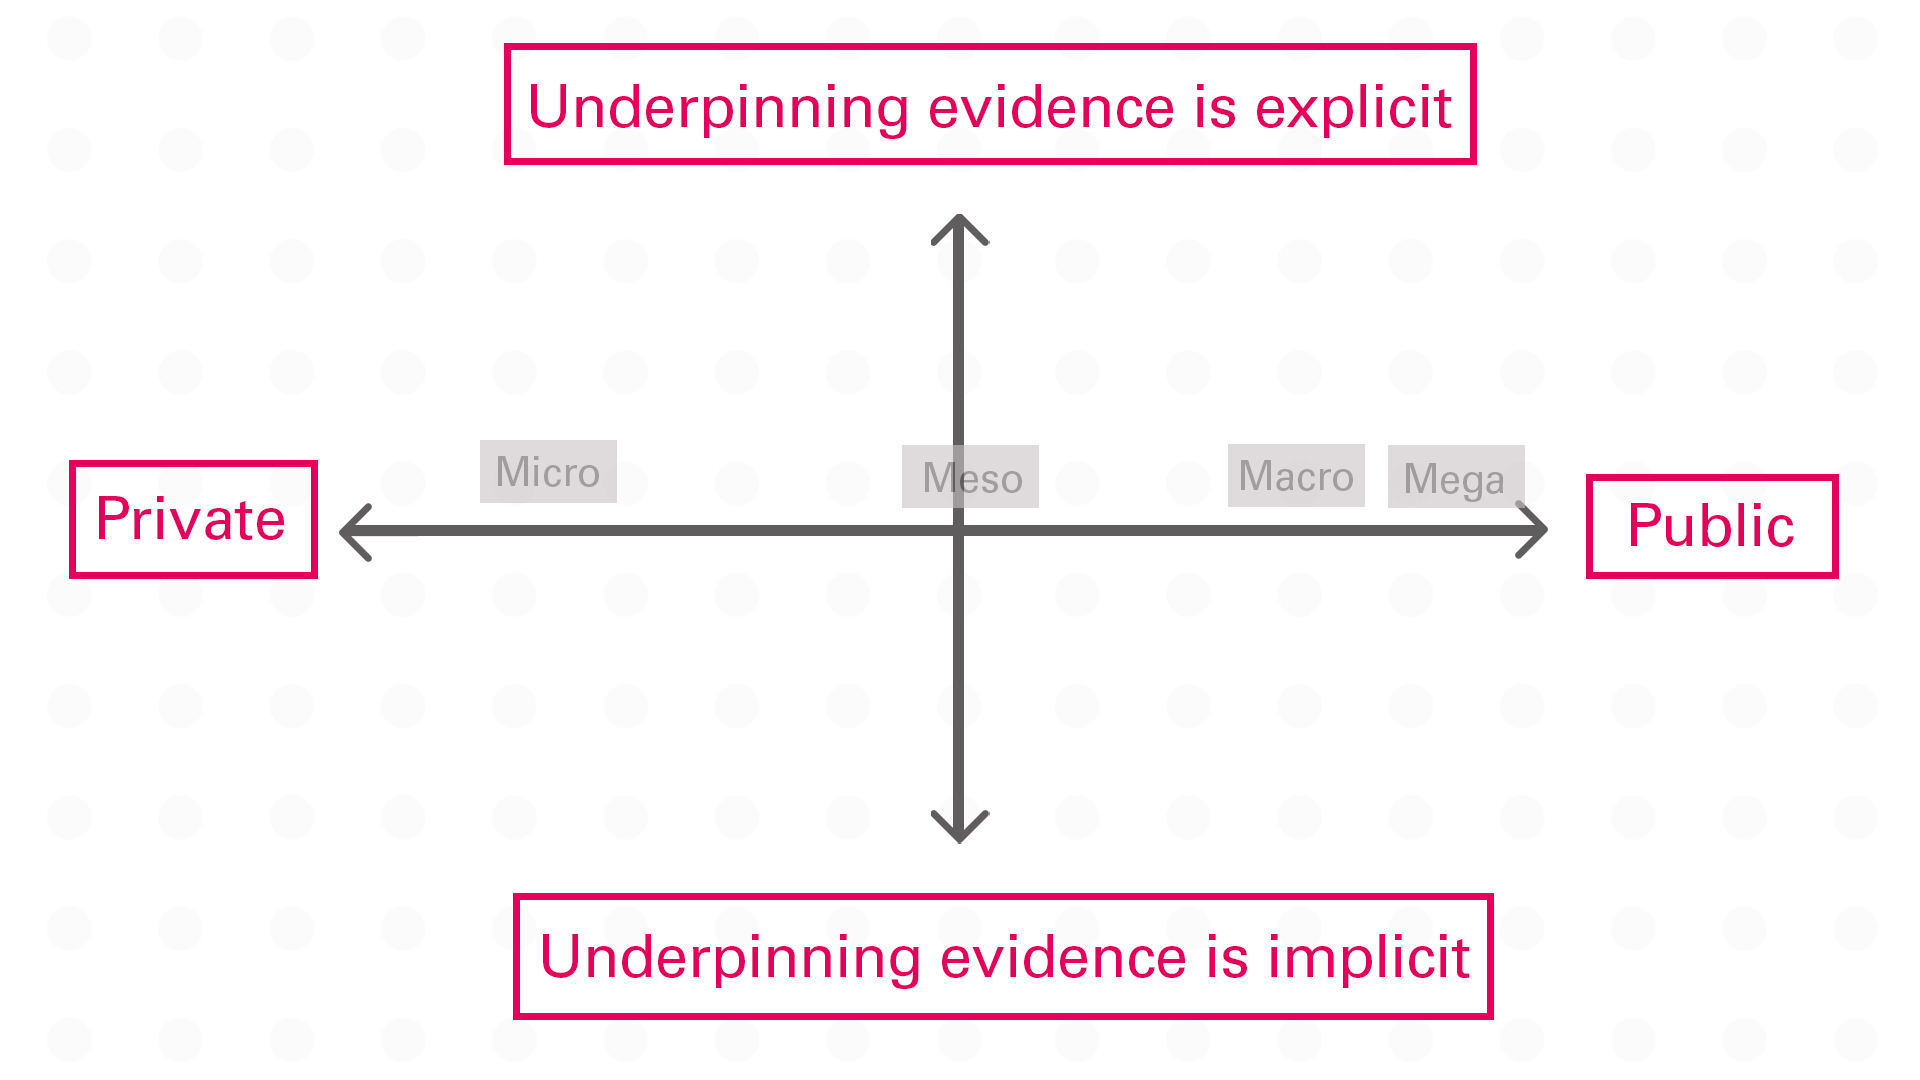 Underpinning evidence is explicit
Micro
Meso
Macro
Mega
Private
Public
Underpinning evidence is implicit